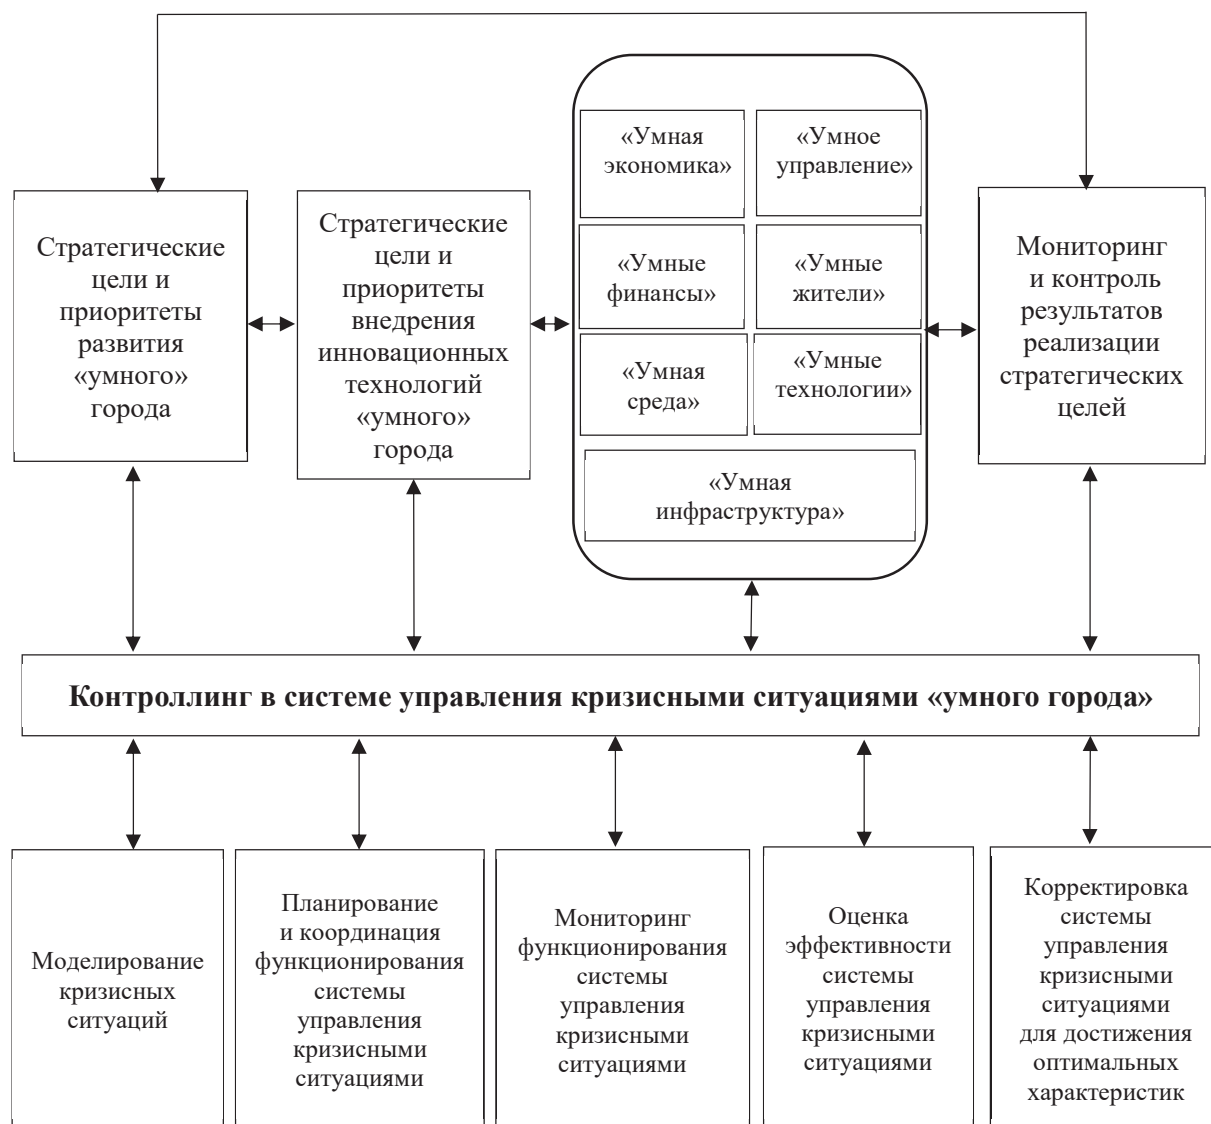 «Умная
экономика»
«Умное
управление»
Стратегические
цели и
приоритеты
развития
«умного»
города
Стратегические
цели и
приоритеты
внедрения
инновационных
технологий
«умного»
города
«Умные
финансы»
«Умные
жители»
«Умная
среда»
«Умные
технологии»
«Умная
инфраструктура»
Мониторинг
и контроль
результатов
реализации
стратегических
целей
Контроллинг в системе управления кризисными ситуациями «умного города»
Моделирование
кризисных
ситуаций
Планирование
и координация
функционирования
системы
управления
кризисными
ситуациями
Мониторинг
функционирования
системы
управления
кризисными
ситуациями
Оценка
эффективности
системы
управления
кризисными
ситуациями
Корректировка
системы
управления
кризисными
ситуациями
для достижения
оптимальных
характеристик